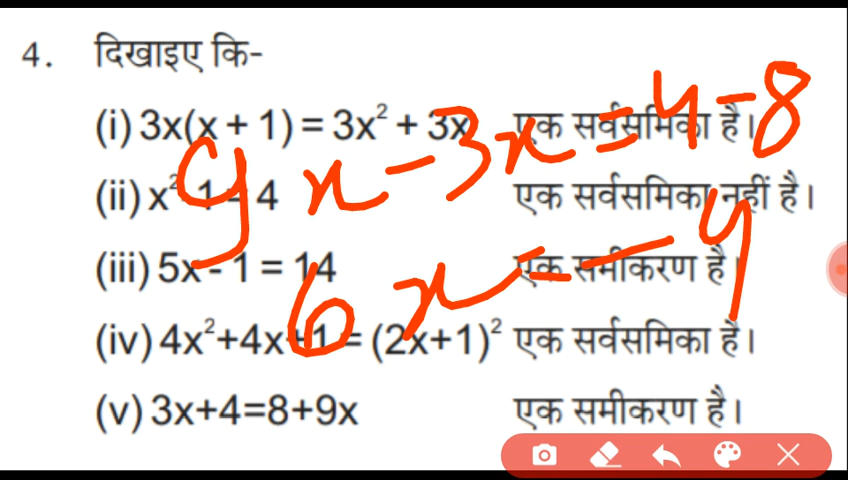 4. दिखाइए कि-
(i) 3x(x + 1) = 3x² + 3x एक सर्वसमिका है।
9x - 3x = 4 - 8
(ii) x² 1 = 4 एक सर्वसमिका नहीं है।
(iii) 5x - 1 = 14 एक समीकरण है।
6x = - 4
(iv) 4x²+4x+1 = (2x+1)² एक सर्वसमिका है।
(v) 3x+4=8+9x एक समीकरण है।